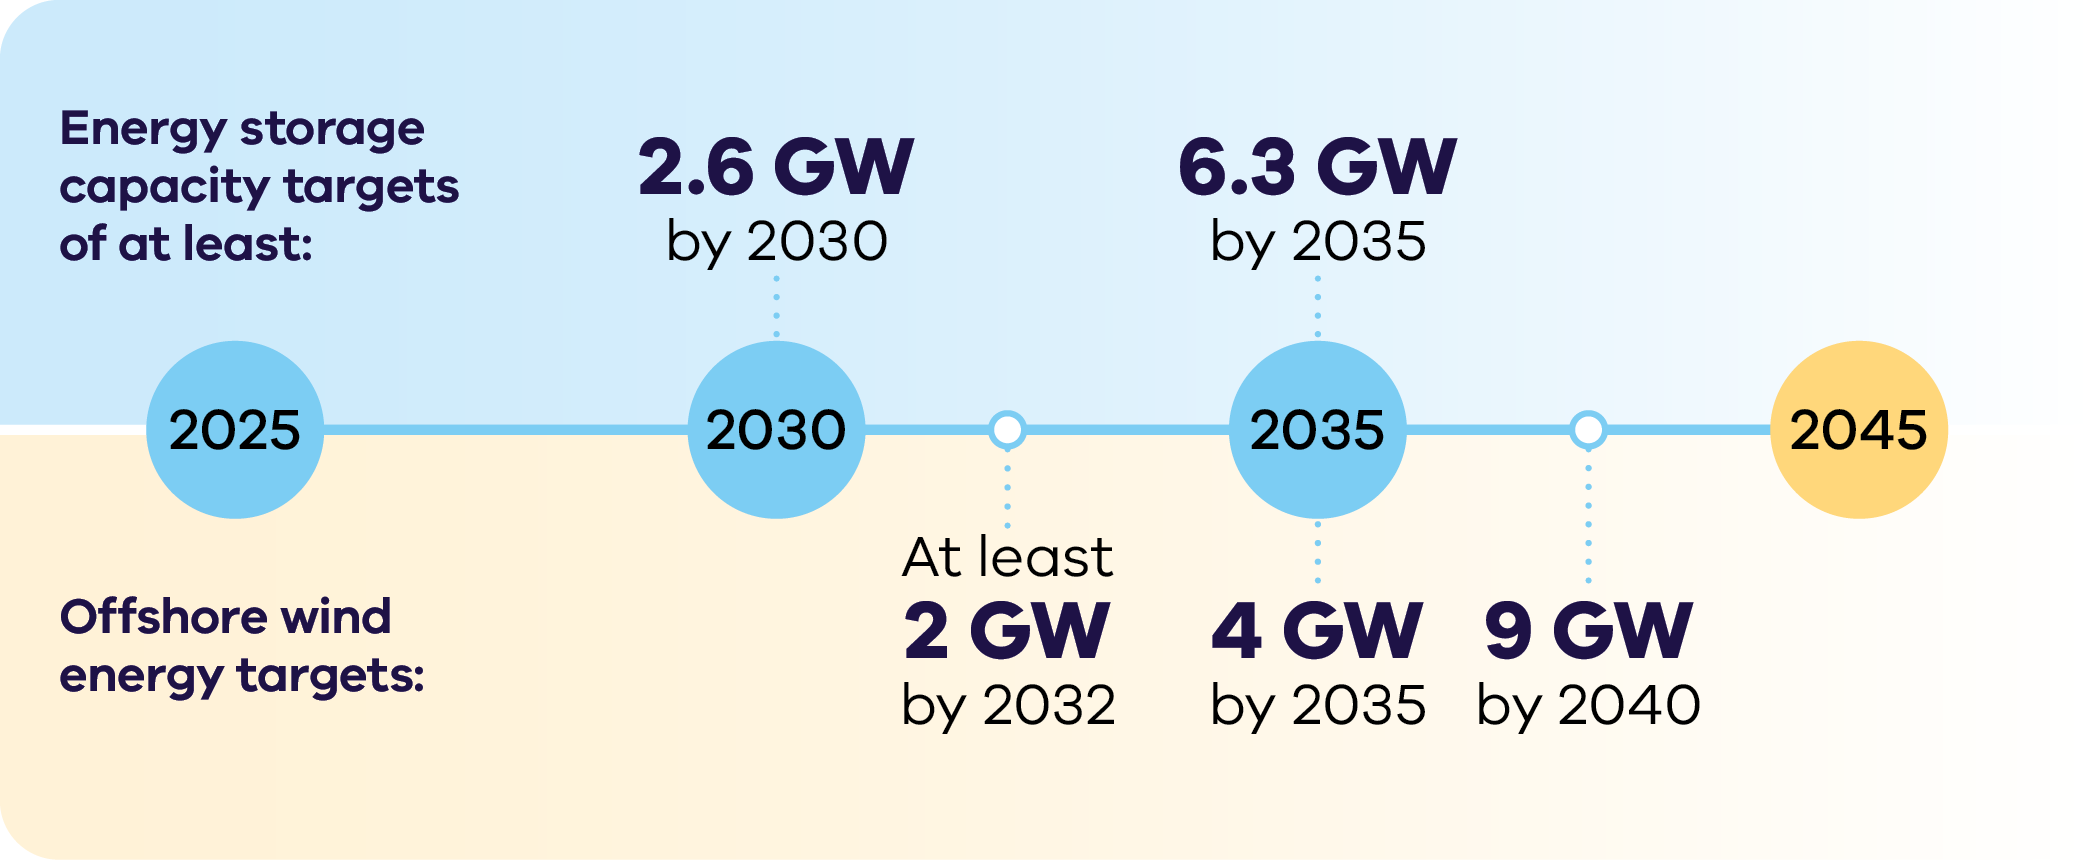 Energy storage
capacity targets
of at least:
2.6 GW
by 2030
6.3 GW
by 2035
2025
2030
2035
2045
Offshore wind
energy targets:
At least
2 GW
by 2032
4 GW
by 2035
9 GW
by 2040